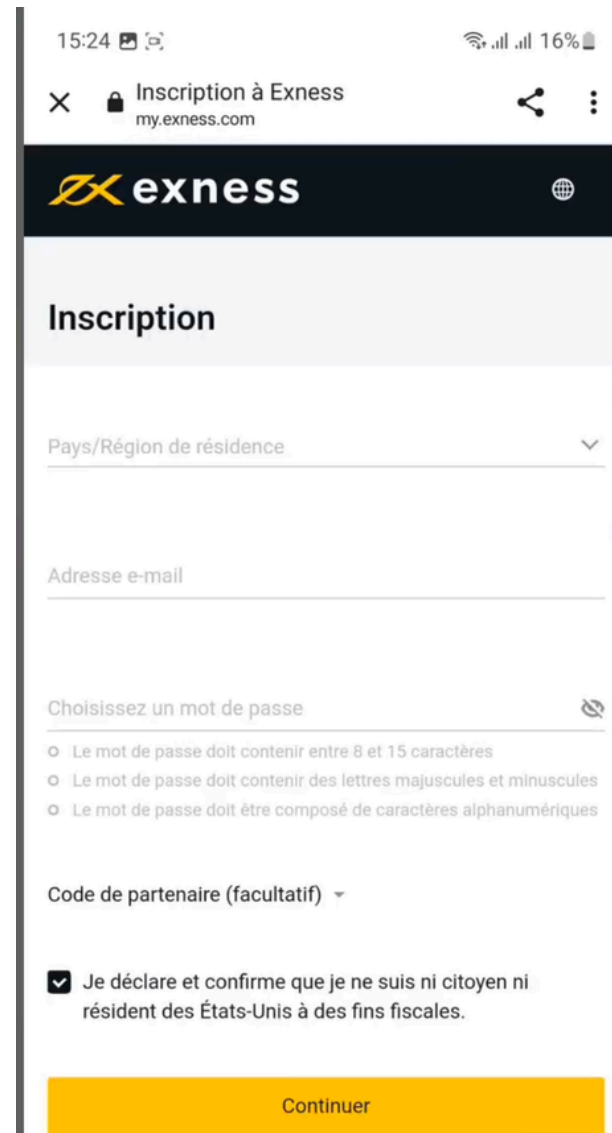 15:24 16%
Inscription à Exness
my.exness.com
exness
Inscription
Pays/Région de résidence
Adresse e-mail
Choisissez un mot de passe
Le mot de passe doit contenir entre 8 et 15 caractères
Le mot de passe doit contenir des lettres majuscules et minuscules
Le mot de passe doit être composé de caractères alphanumériques
Code de partenaire (facultatif)
Je déclare et confirme que je ne suis ni citoyen ni
résident des États-Unis à des fins fiscales.
Continuer